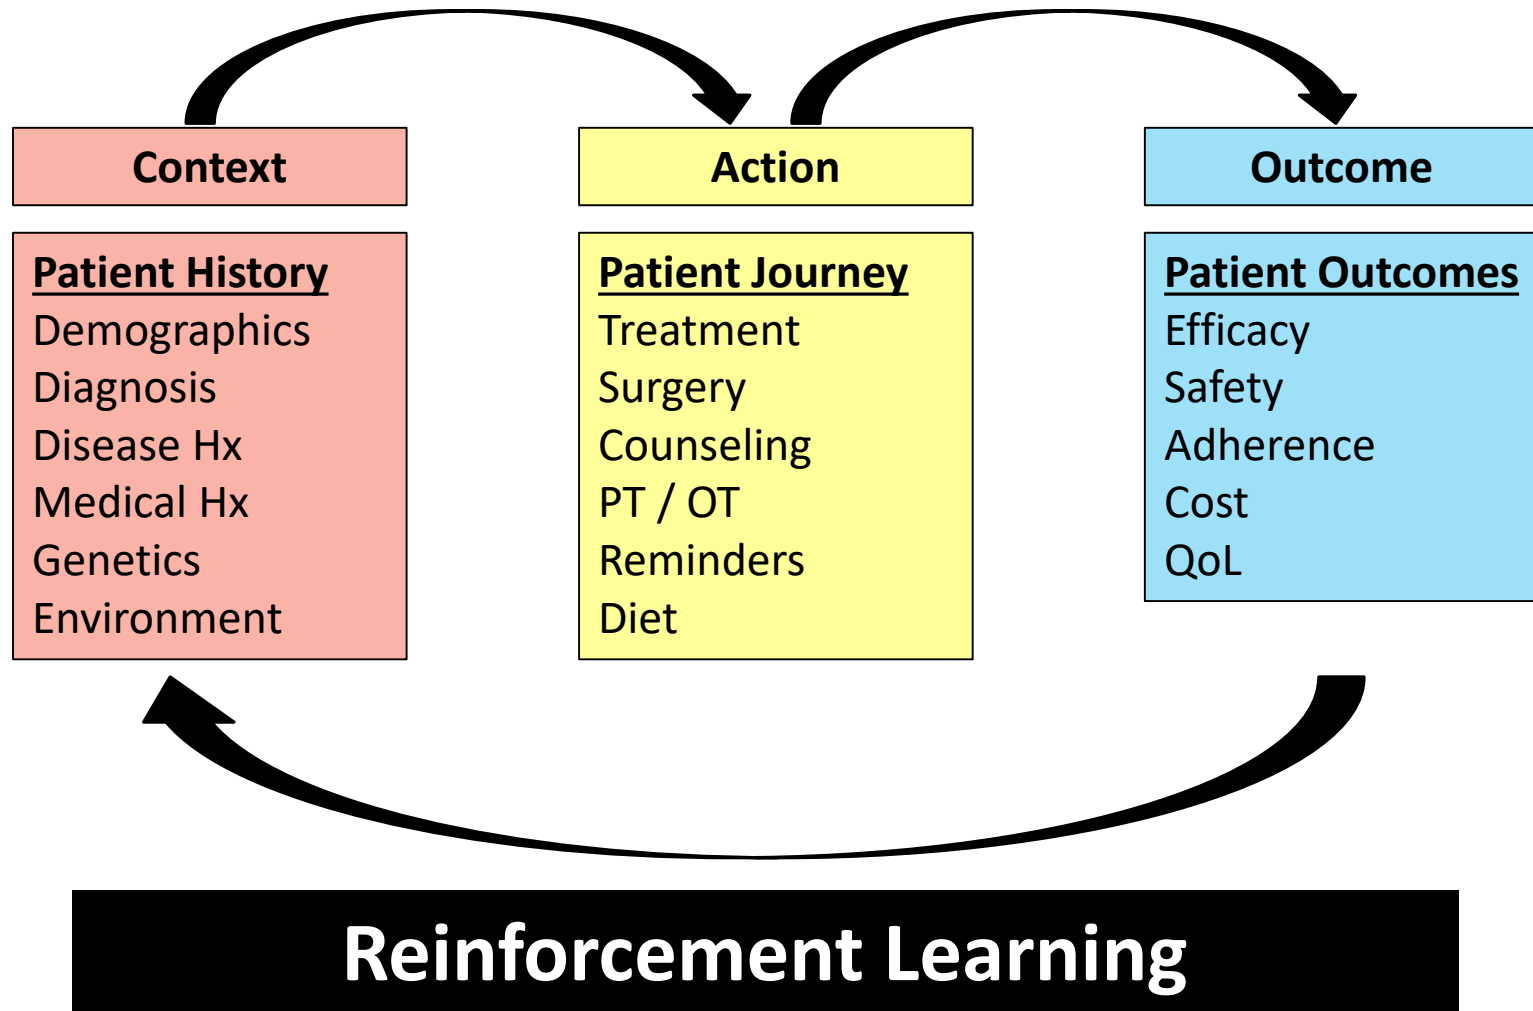 Context
Patient History
Demographics
Diagnosis
Disease Hx
Medical Hx
Genetics
Environment
Action
Patient Journey
Treatment
Surgery
Counseling
PT / OT
Reminders
Diet
Outcome
Patient Outcomes
Efficacy
Safety
Adherence
Cost
QoL
Reinforcement Learning